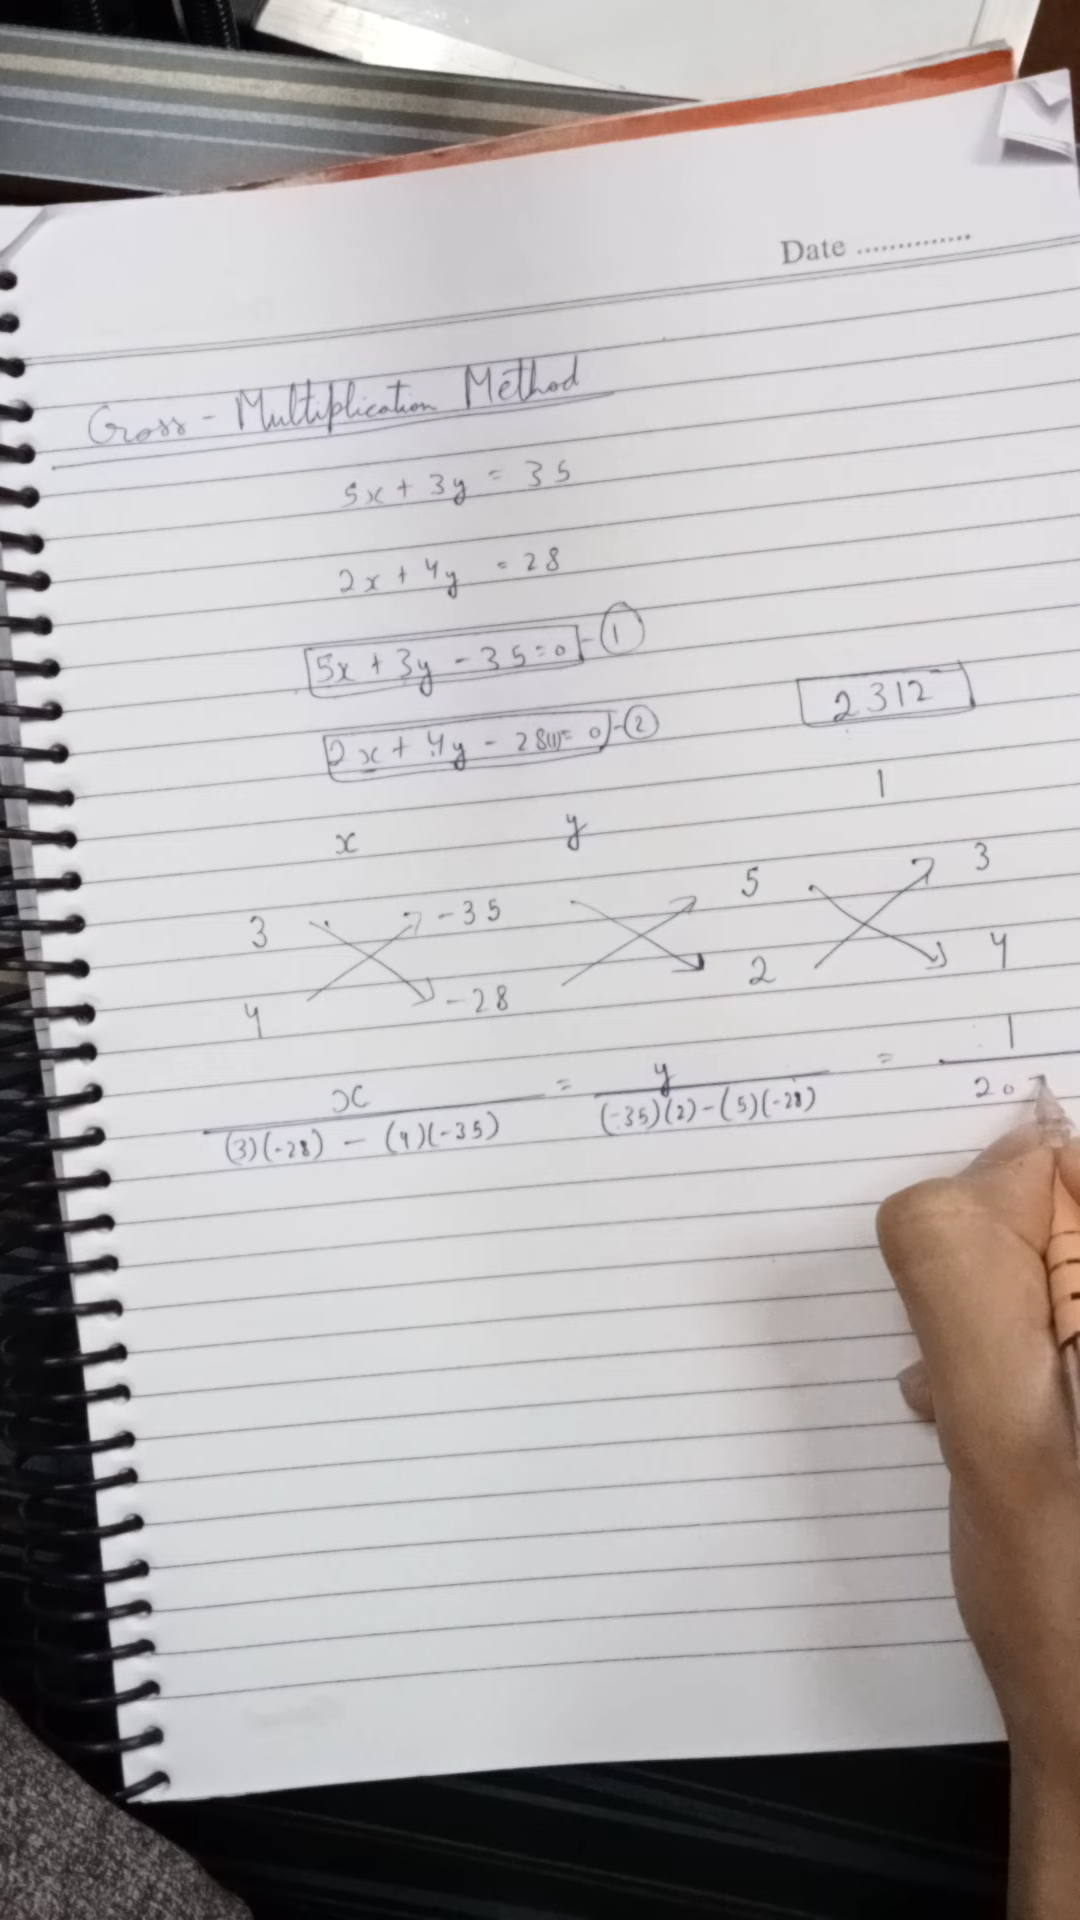 Date ..............
Cross - Multiplication Method
5x + 3y = 35
2x + 4y = 28
5x + 3y - 35 = 0 - 1
2x + 4y - 28 = 0 - 2
2312
x y 1
3 -35 5 3
4 -28 2 4
x = y = 1
(3)(-28) - (4)(-35) (-35)(2) - (5)(-28) 20